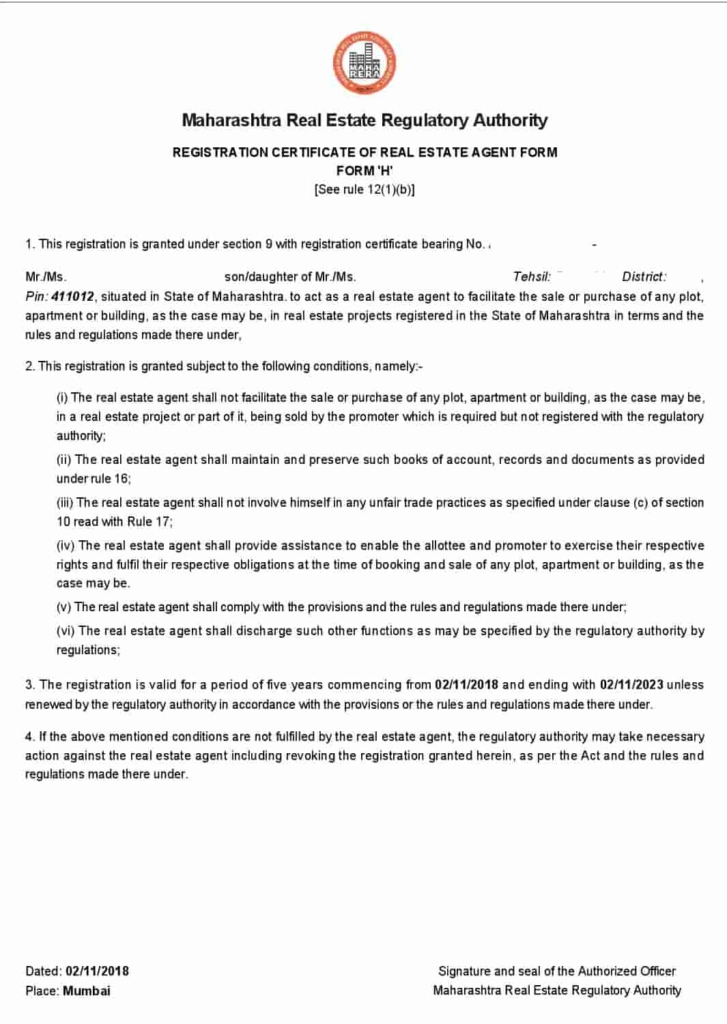 MAHA
RERA
Maharashtra Real Estate Regulatory Authority
REGISTRATION CERTIFICATE OF REAL ESTATE AGENT FORM
FORM 'H'
[See rule 12(1)(b)]
1. This registration is granted under section 9 with registration certificate bearing No. . -
Mr./Ms. son/daughter of Mr./Ms. Tehsil: District: ,
Pin: 411012, situated in State of Maharashtra. to act as a real estate agent to facilitate the sale or purchase of any plot,
apartment or building, as the case may be, in real estate projects registered in the State of Maharashtra in terms and the
rules and regulations made there under,
2. This registration is granted subject to the following conditions, namely:-
(i) The real estate agent shall not facilitate the sale or purchase of any plot, apartment or building, as the case may be,
in a real estate project or part of it, being sold by the promoter which is required but not registered with the regulatory
authority;
(ii) The real estate agent shall maintain and preserve such books of account, records and documents as provided
under rule 16;
(iii) The real estate agent shall not involve himself in any unfair trade practices as specified under clause (c) of section
10 read with Rule 17;
(iv) The real estate agent shall provide assistance to enable the allottee and promoter to exercise their respective
rights and fulfil their respective obligations at the time of booking and sale of any plot, apartment or building, as the
case may be.
(v) The real estate agent shall comply with the provisions and the rules and regulations made there under;
(vi) The real estate agent shall discharge such other functions as may be specified by the regulatory authority by
regulations;
3. The registration is valid for a period of five years commencing from 02/11/2018 and ending with 02/11/2023 unless
renewed by the regulatory authority in accordance with the provisions or the rules and regulations made there under.
4. If the above mentioned conditions are not fulfilled by the real estate agent, the regulatory authority may take necessary
action against the real estate agent including revoking the registration granted herein, as per the Act and the rules and
regulations made there under.
Dated: 02/11/2018
Place: Mumbai
Signature and seal of the Authorized Officer
Maharashtra Real Estate Regulatory Authority